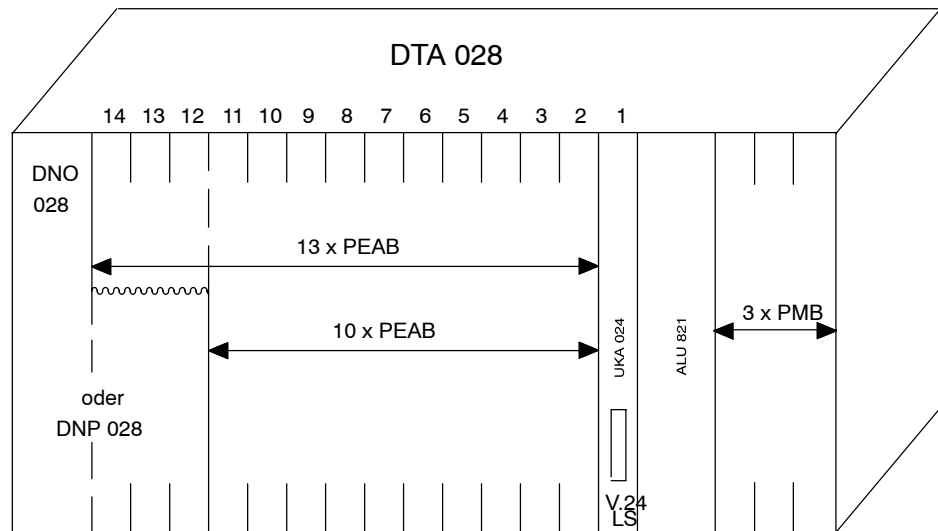 DTA 028
14 13 12 11 10 9 8 7 6 5 4 3 2 1
DNO
028
13 x PEAB
3 x PMB
10 x PEAB
UKA 024
ALU 821
oder
DNP 028
V.24
LS